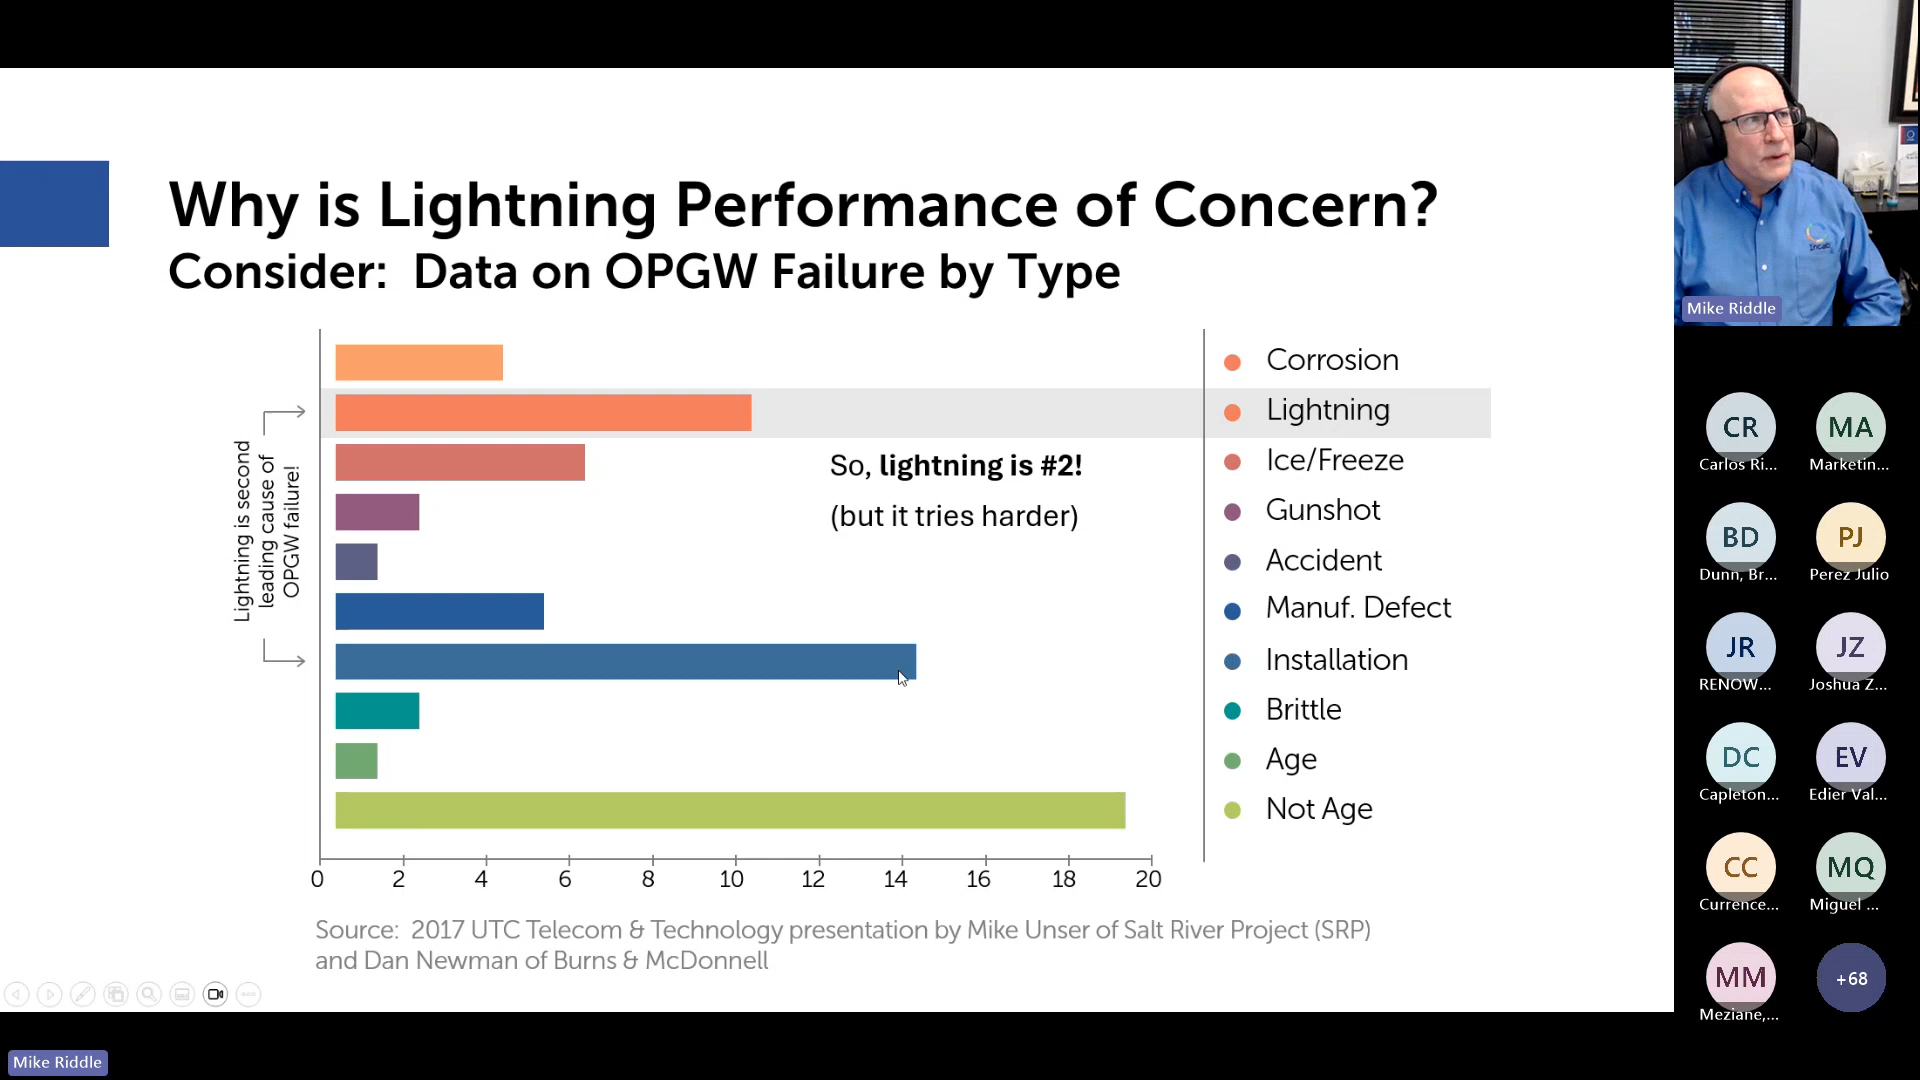 Why is Lightning Performance of Concern?
Consider: Data on OPGW Failure by Type
Lightning is second
leading cause of
OPGW failure!
So, lightning is #2!
(but it tries harder)
Corrosion
Lightning
Ice/Freeze
Gunshot
Accident
Manuf. Defect
Installation
Brittle
Age
Not Age
0 2 4 6 8 10 12 14 16 18 20
Source: 2017 UTC Telecom & Technology presentation by Mike Unser of Salt River Project (SRP)
and Dan Newman of Burns & McDonnell
Mike Riddle
Incab
Mike Riddle
CR MA
Carlos Ri... Marketin...
BD PJ
Dunn, Br... Perez Julio
JR JZ
RENOW... Joshua Z...
DC EV
Capleton... Edier Val...
CC MQ
Currence... Miguel ...
MM +68
Meziane,...